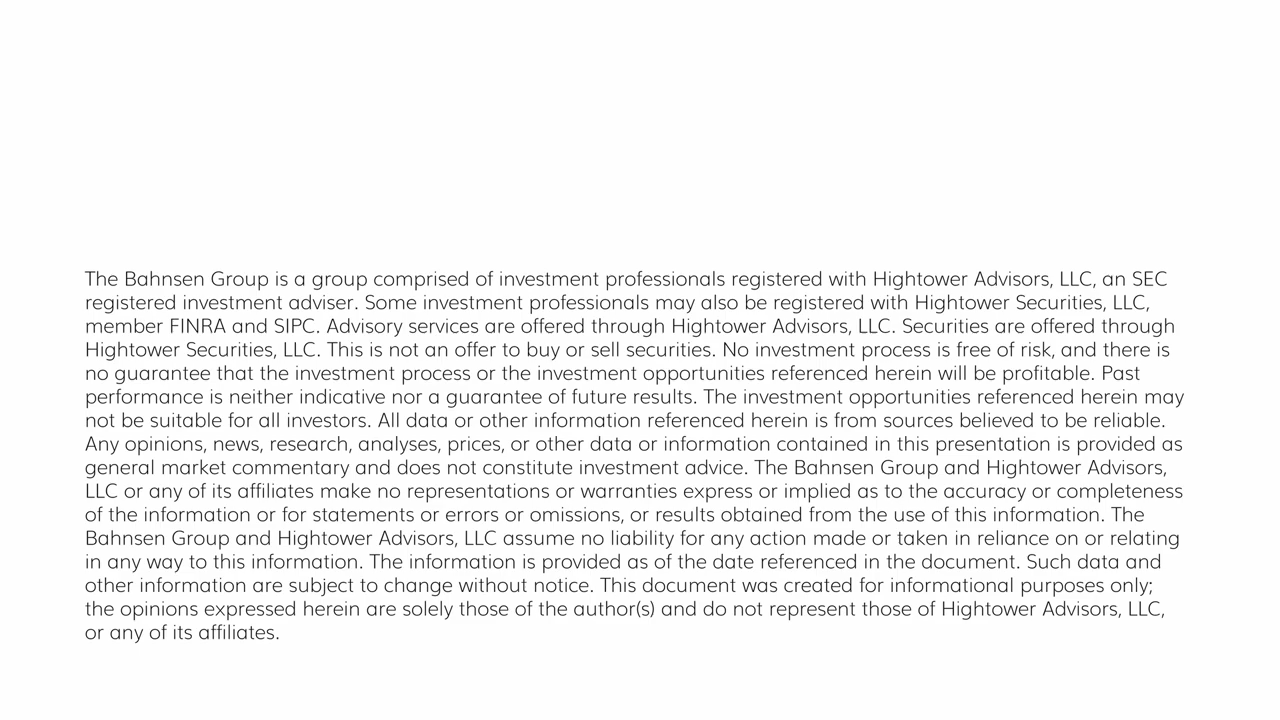 The Bahnsen Group is a group comprised of investment professionals registered with Hightower Advisors, LLC, an SEC
registered investment adviser. Some investment professionals may also be registered with Hightower Securities, LLC,
member FINRA and SIPC. Advisory services are offered through Hightower Advisors, LLC. Securities are offered through
Hightower Securities, LLC. This is not an offer to buy or sell securities. No investment process is free of risk, and there is
no guarantee that the investment process or the investment opportunities referenced herein will be profitable. Past
performance is neither indicative nor a guarantee of future results. The investment opportunities referenced herein may
not be suitable for all investors. All data or other information referenced herein is from sources believed to be reliable.
Any opinions, news, research, analyses, prices, or other data or information contained in this presentation is provided as
general market commentary and does not constitute investment advice. The Bahnsen Group and Hightower Advisors,
LLC or any of its affiliates make no representations or warranties express or implied as to the accuracy or completeness
of the information or for statements or errors or omissions, or results obtained from the use of this information. The
Bahnsen Group and Hightower Advisors, LLC assume no liability for any action made or taken in reliance on or relating
in any way to this information. The information is provided as of the date referenced in the document. Such data and
other information are subject to change without notice. This document was created for informational purposes only;
the opinions expressed herein are solely those of the author(s) and do not represent those of Hightower Advisors, LLC,
or any of its affiliates.